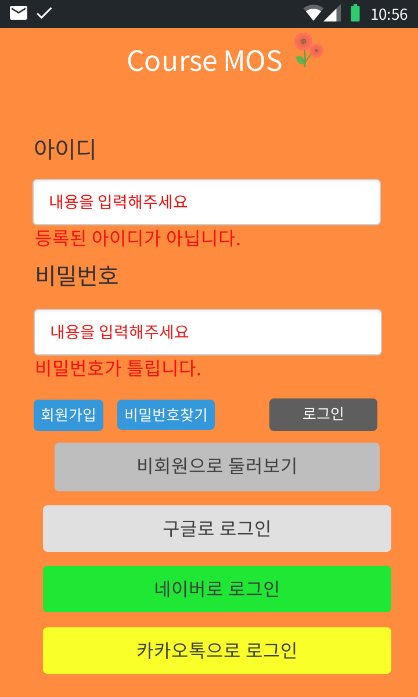 10:56
Course MOS
아이디
내용을 입력해주세요
등록된 아이디가 아닙니다.
비밀번호
내용을 입력해주세요
비밀번호가 틀립니다.
회원가입 비밀번호찾기 로그인
비회원으로 둘러보기
구글로 로그인
네이버로 로그인
카카오톡으로 로그인